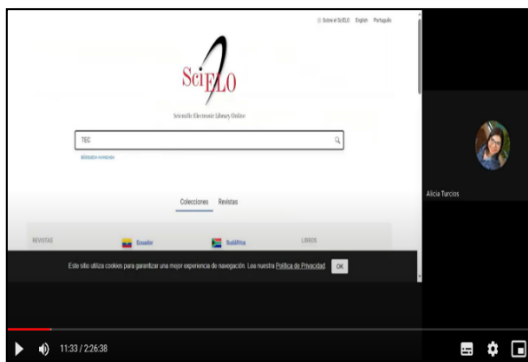 Sobre el SciELO English Português
SciELO
Scientific Electronic Library Online
TEC
Búsqueda Avanzada
Colecciones Revistas
REVISTAS Ecuador Sudáfrica LIBROS
Este sitio utiliza cookies para garantizar una mejor experiencia de navegación. Lea nuestra Política de Privacidad. OK
Alicia Turcios
11:33 / 2:26:38